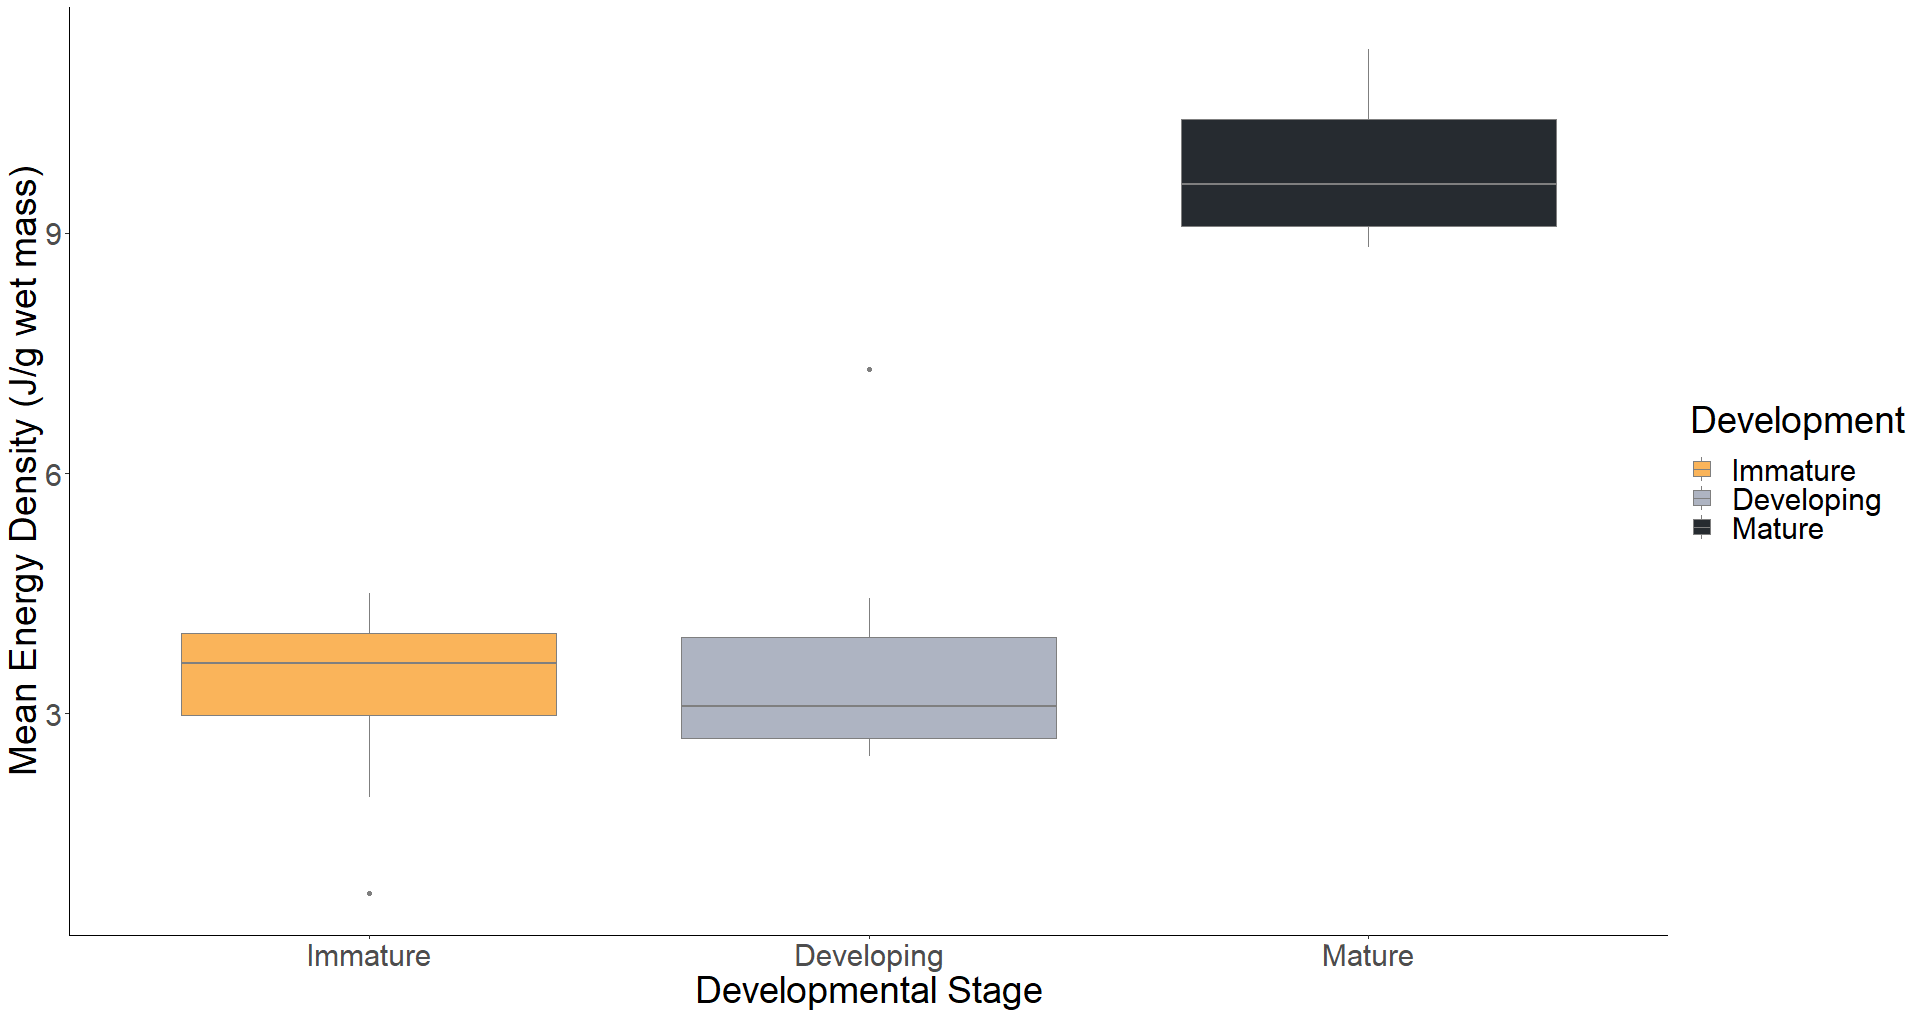 Mean Energy Density (J/g wet mass)
9
6
3
Immature
Developing
Mature
Developmental Stage
Development
Immature
Developing
Mature